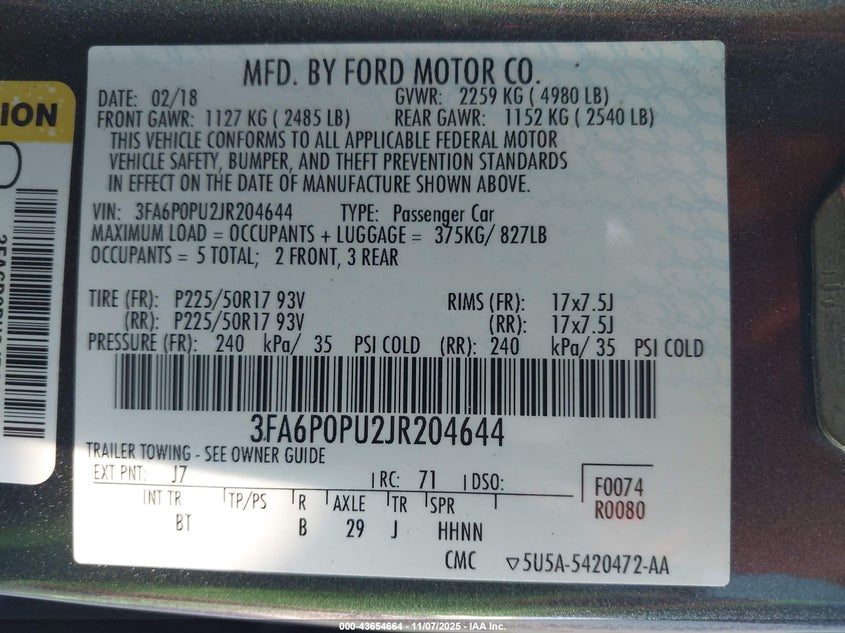 MFD. BY FORD MOTOR CO.
DATE: 02/18 GVWR: 2259 KG ( 4980 LB)
FRONT GAWR: 1127 KG ( 2485 LB) REAR GAWR: 1152 KG ( 2540 LB)
THIS VEHICLE CONFORMS TO ALL APPLICABLE FEDERAL MOTOR
VEHICLE SAFETY, BUMPER, AND THEFT PREVENTION STANDARDS
IN EFFECT ON THE DATE OF MANUFACTURE SHOWN ABOVE.
VIN: 3FA6P0PU2JR204644 TYPE: Passenger Car
MAXIMUM LOAD = OCCUPANTS + LUGGAGE = 375KG/ 827LB
OCCUPANTS = 5 TOTAL; 2 FRONT, 3 REAR
TIRE (FR): P225/50R17 93V RIMS (FR): 17x7.5J
(RR): P225/50R17 93V (RR): 17x7.5J
PRESSURE (FR): 240 kPa/ 35 PSI COLD (RR): 240 kPa/ 35 PSI COLD
3FA6P0PU2JR204644
TRAILER TOWING - SEE OWNER GUIDE
EXT PNT: J7 RC: 71 DSO:
INT TR TP/PS R AXLE TR SPR
BT B 29 J HHNN
F0074
R0080
CMC ▽5U5A-5420472-AA
000-43654664 - 11/07/2025 - IAA Inc.